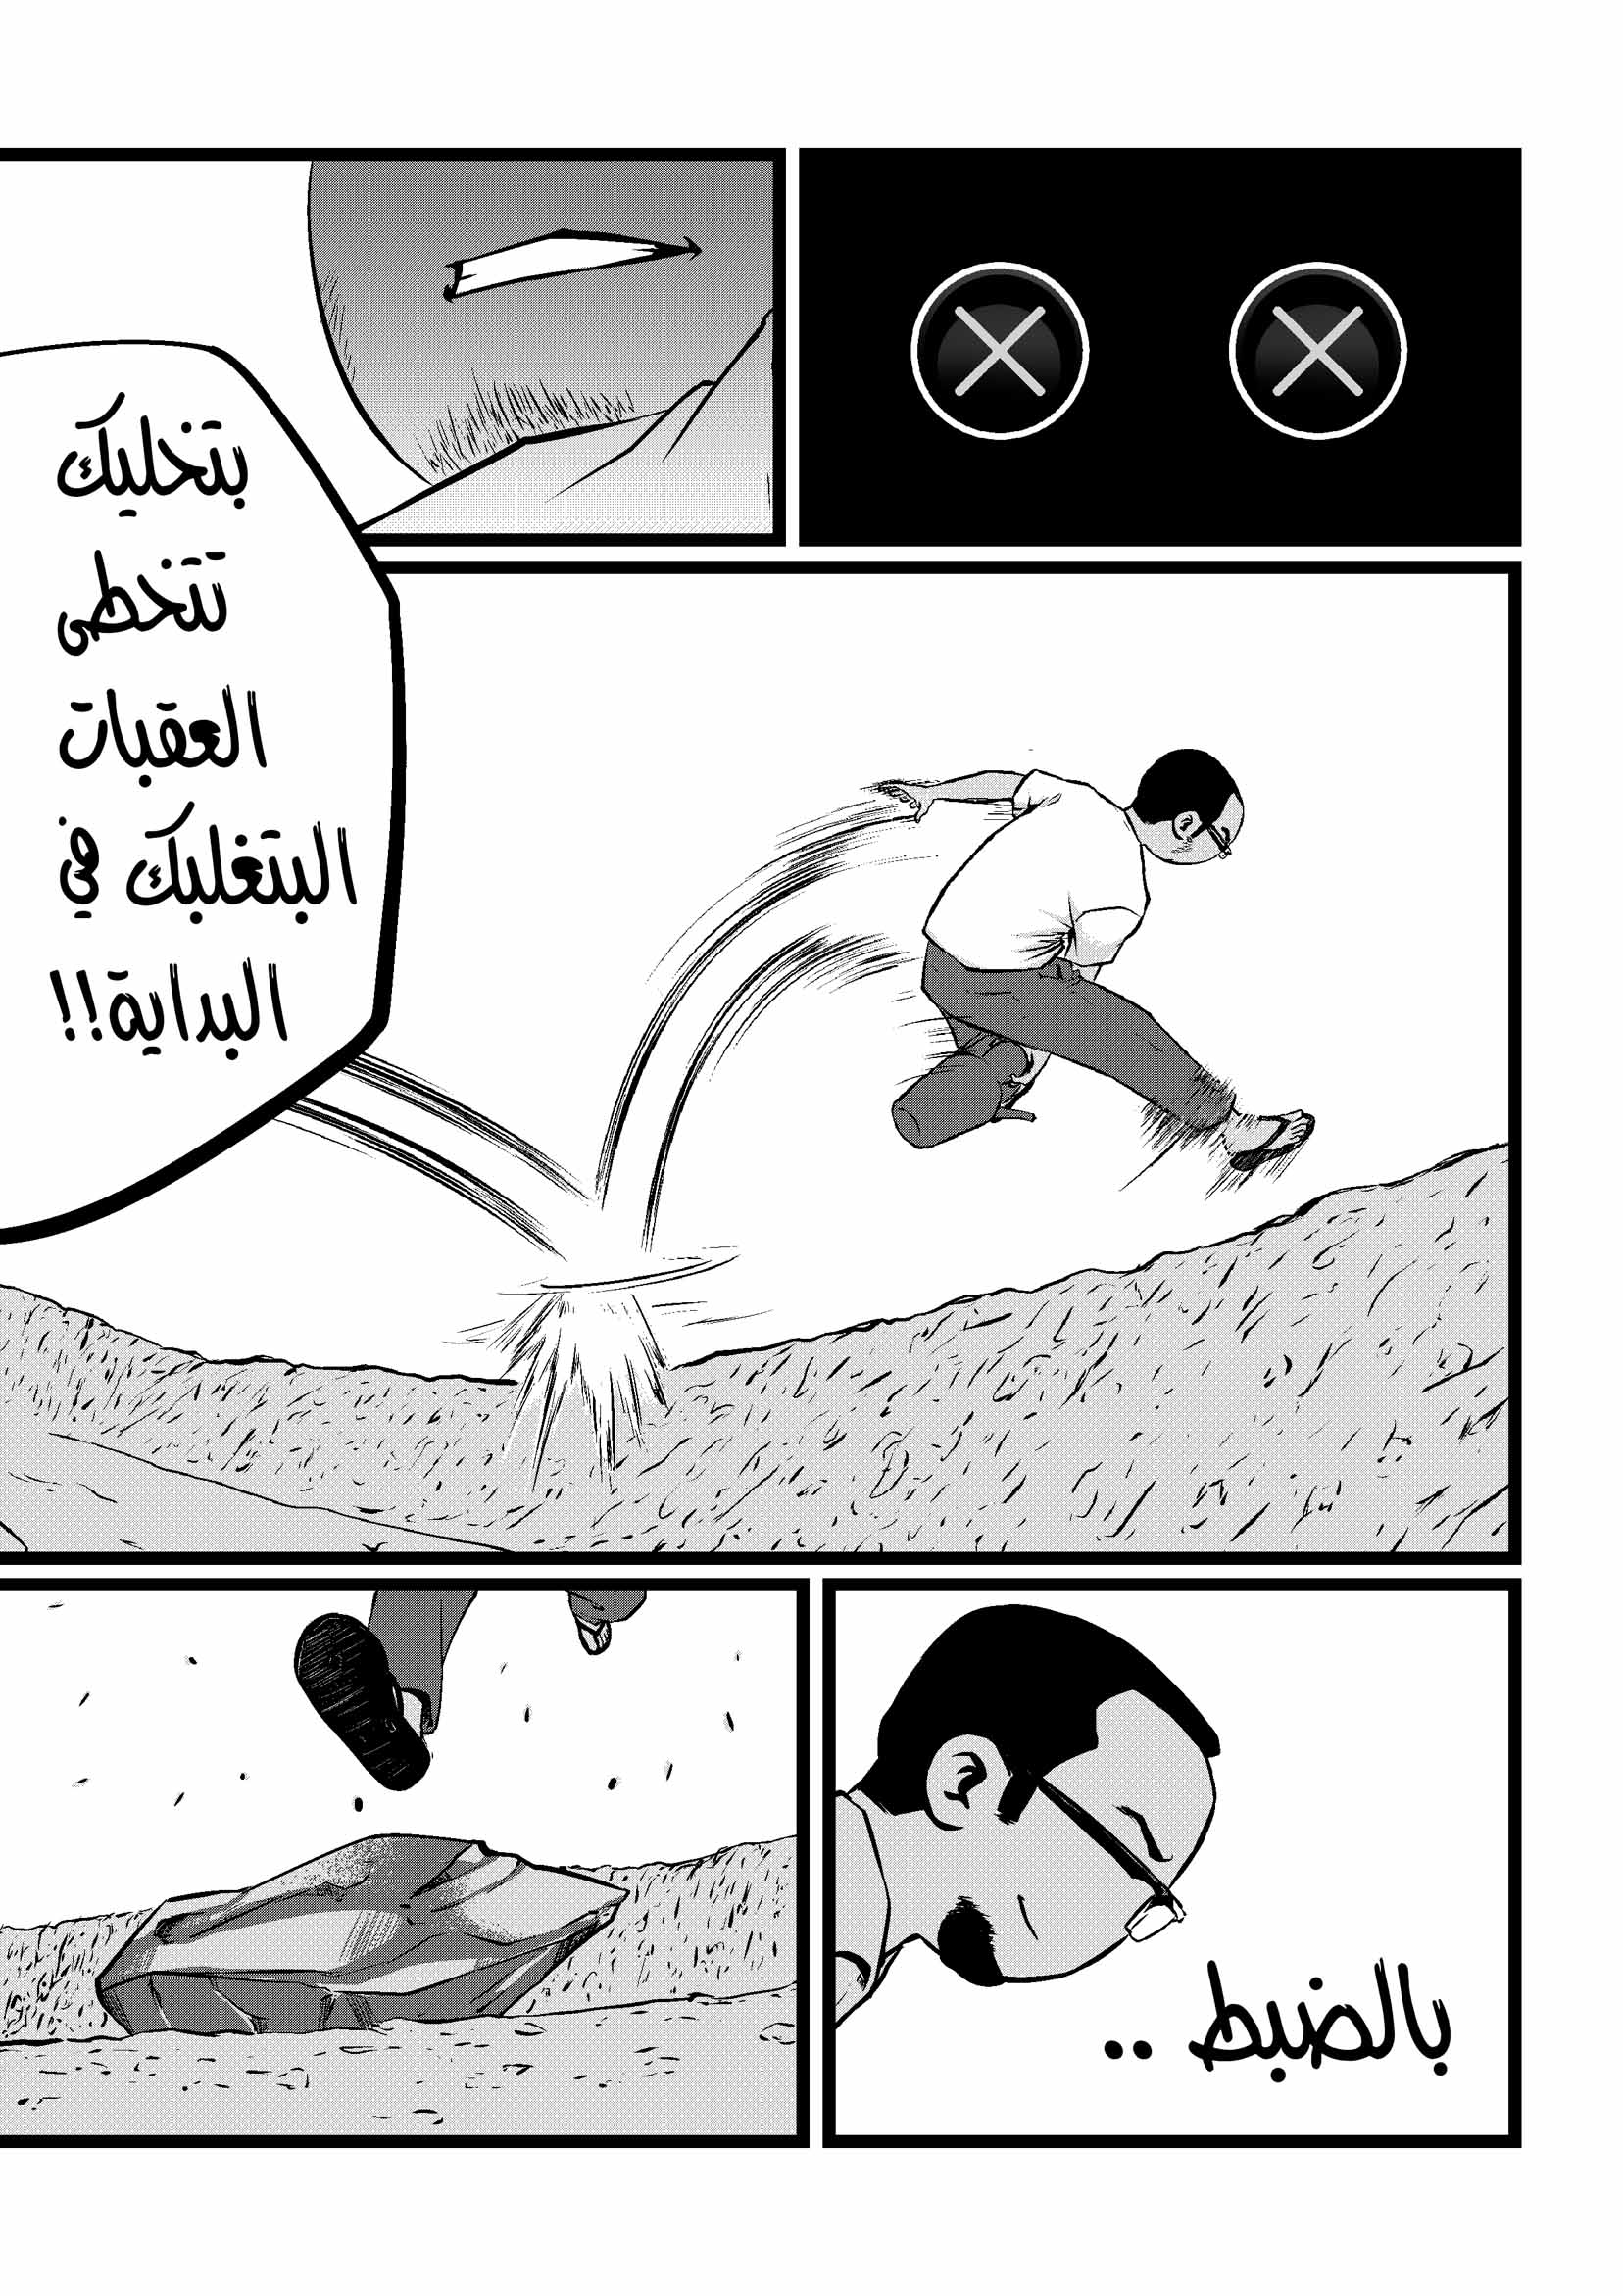 بتخليك
تتخطى
العقبات
البتغلبك في
البداية!!
بالضبط ..